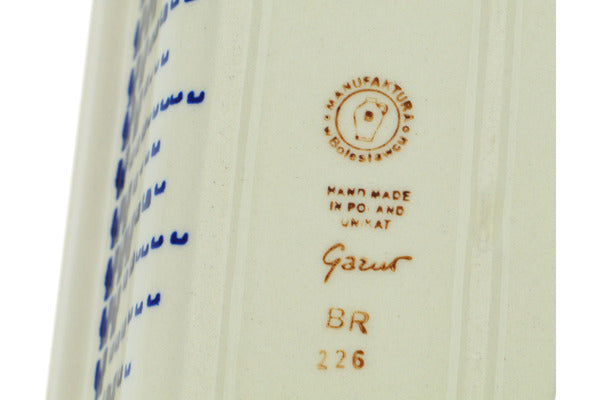 MANUFAKTURA
w Bolesławcu
B
HAND MADE
IN POLAND
UNIKAT
BR
226